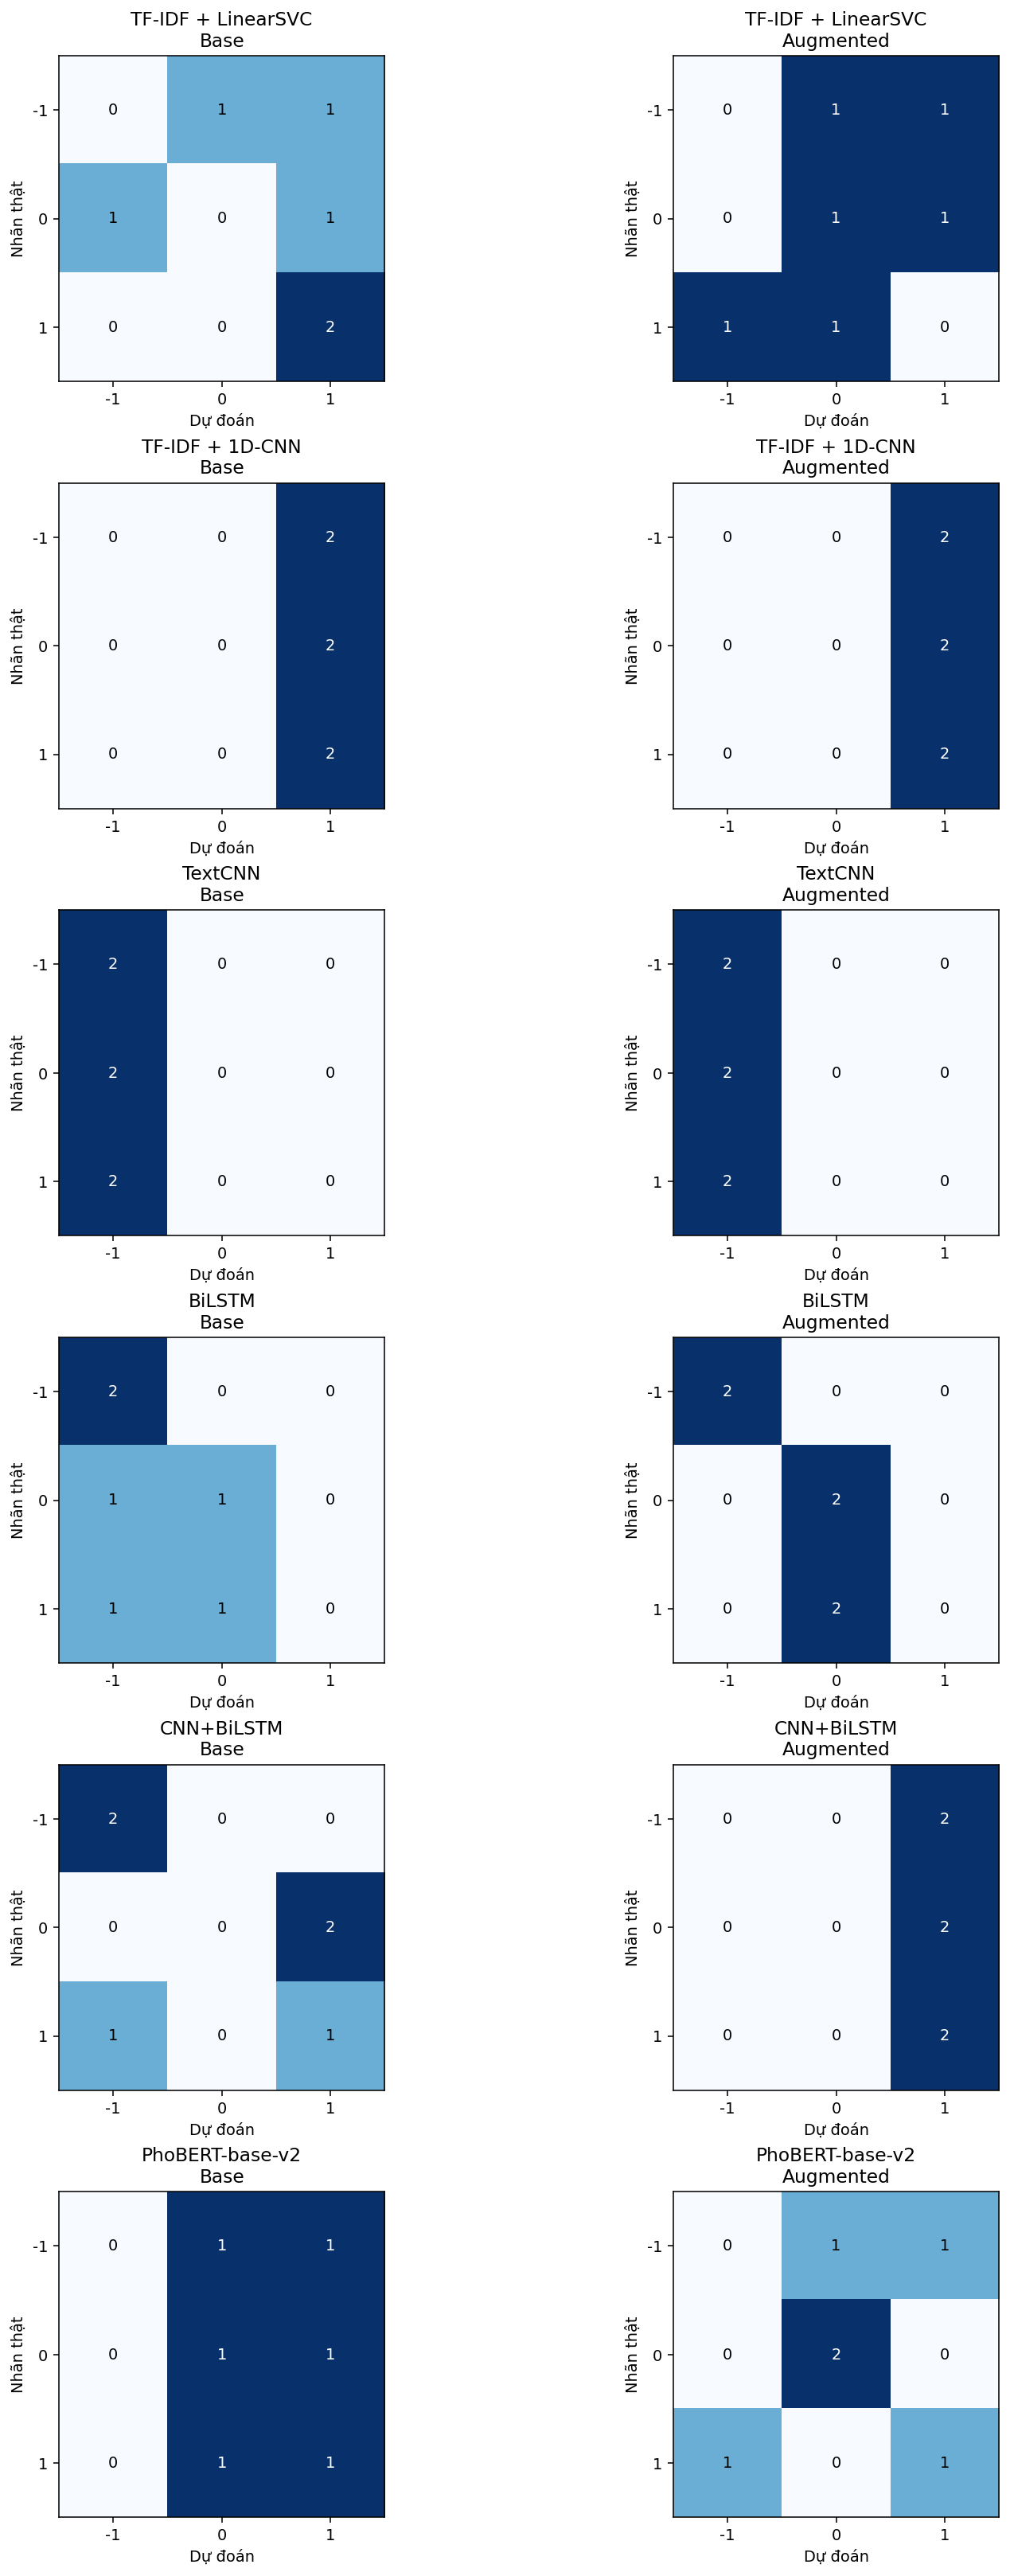 TF-IDF + LinearSVC
Base
-1 0 1 1
0 1 0 1
1 0 0 2
-1 0 1
Nhãn thật
Dự đoán
TF-IDF + LinearSVC
Augmented
-1 0 1 1
0 0 1 1
1 1 1 0
-1 0 1
Nhãn thật
Dự đoán
TF-IDF + 1D-CNN
Base
-1 0 0 2
0 0 0 2
1 0 0 2
-1 0 1
Nhãn thật
Dự đoán
TF-IDF + 1D-CNN
Augmented
-1 0 0 2
0 0 0 2
1 0 0 2
-1 0 1
Nhãn thật
Dự đoán
TextCNN
Base
-1 2 0 0
0 2 0 0
1 2 0 0
-1 0 1
Nhãn thật
Dự đoán
TextCNN
Augmented
-1 2 0 0
0 2 0 0
1 2 0 0
-1 0 1
Nhãn thật
Dự đoán
BiLSTM
Base
-1 2 0 0
0 1 1 0
1 1 1 0
-1 0 1
Nhãn thật
Dự đoán
BiLSTM
Augmented
-1 2 0 0
0 0 2 0
1 0 2 0
-1 0 1
Nhãn thật
Dự đoán
CNN+BiLSTM
Base
-1 2 0 0
0 0 0 2
1 1 0 1
-1 0 1
Nhãn thật
Dự đoán
CNN+BiLSTM
Augmented
-1 0 0 2
0 0 0 2
1 0 0 2
-1 0 1
Nhãn thật
Dự đoán
PhoBERT-base-v2
Base
-1 0 1 1
0 0 1 1
1 0 1 1
-1 0 1
Nhãn thật
Dự đoán
PhoBERT-base-v2
Augmented
-1 0 1 1
0 0 2 0
1 1 0 1
-1 0 1
Nhãn thật
Dự đoán